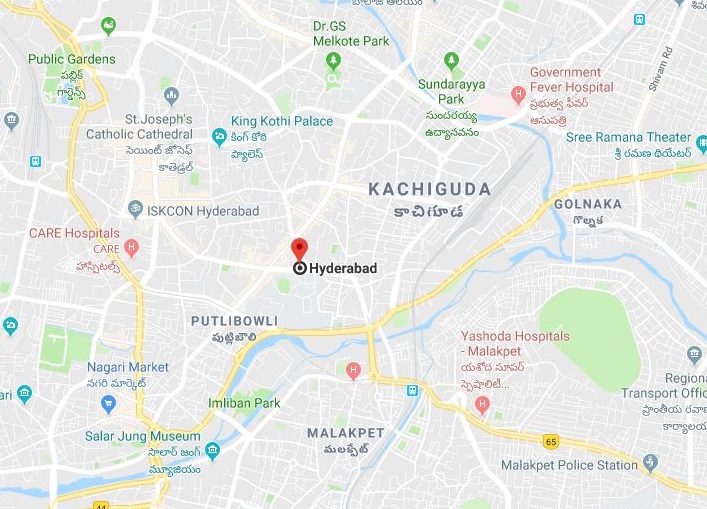 Dr.GS
Melkote Park
Public Gardens
పబ్లిక్
గార్డెన్స్
Sundarayya
Park
సుందరయ్య
ఉద్యానవనం
Government
Fever Hospital
ప్రభుత్వ ఫీవర్
ఆసుపత్రి
Shivam Rd
St.Joseph's
Catholic Cathedral
సెయింట్ జోసెఫ్
కాతెడ్రల్
King Kothi Palace
కింగ్ కోఠి
ప్యాలెస్
Sree Ramana Theater
శ్రీ రమణ థియేటర్
KACHIGUDA
కాచిగూడ
GOLNAKA
గొల్నక
ISKCON Hyderabad
CARE Hospitals
CARE
హాస్పిటల్స్
Hyderabad
PUTLIBOWLI
పుట్లిబౌలి
Yashoda Hospitals
- Malakpet
యశోద సూపర్
స్పెషాలిటీ...
Nagari Market
నగరి మార్కెట్
Regiona
Transport Offic
ప్రాంతీయ రవాణ
కార్యాలయ
Imliban Park
Salar Jung Museum
సాలార్ జంగ్
మ్యూజియం
MALAKPET
మలక్పేట్
65
Malakpet Police Station
44